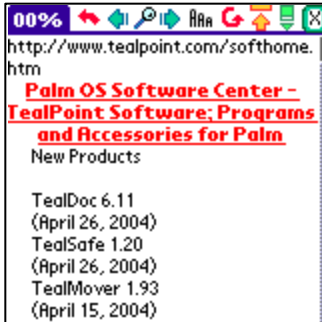 00% AAA G
http://www.tealpoint.com/softhome.
htm
Palm OS Software Center -
TealPoint Software; Programs
and Accessories for Palm
New Products
TealDoc 6.11
(April 26, 2004)
TealSafe 1.20
(April 26, 2004)
TealMover 1.93
(April 15, 2004)